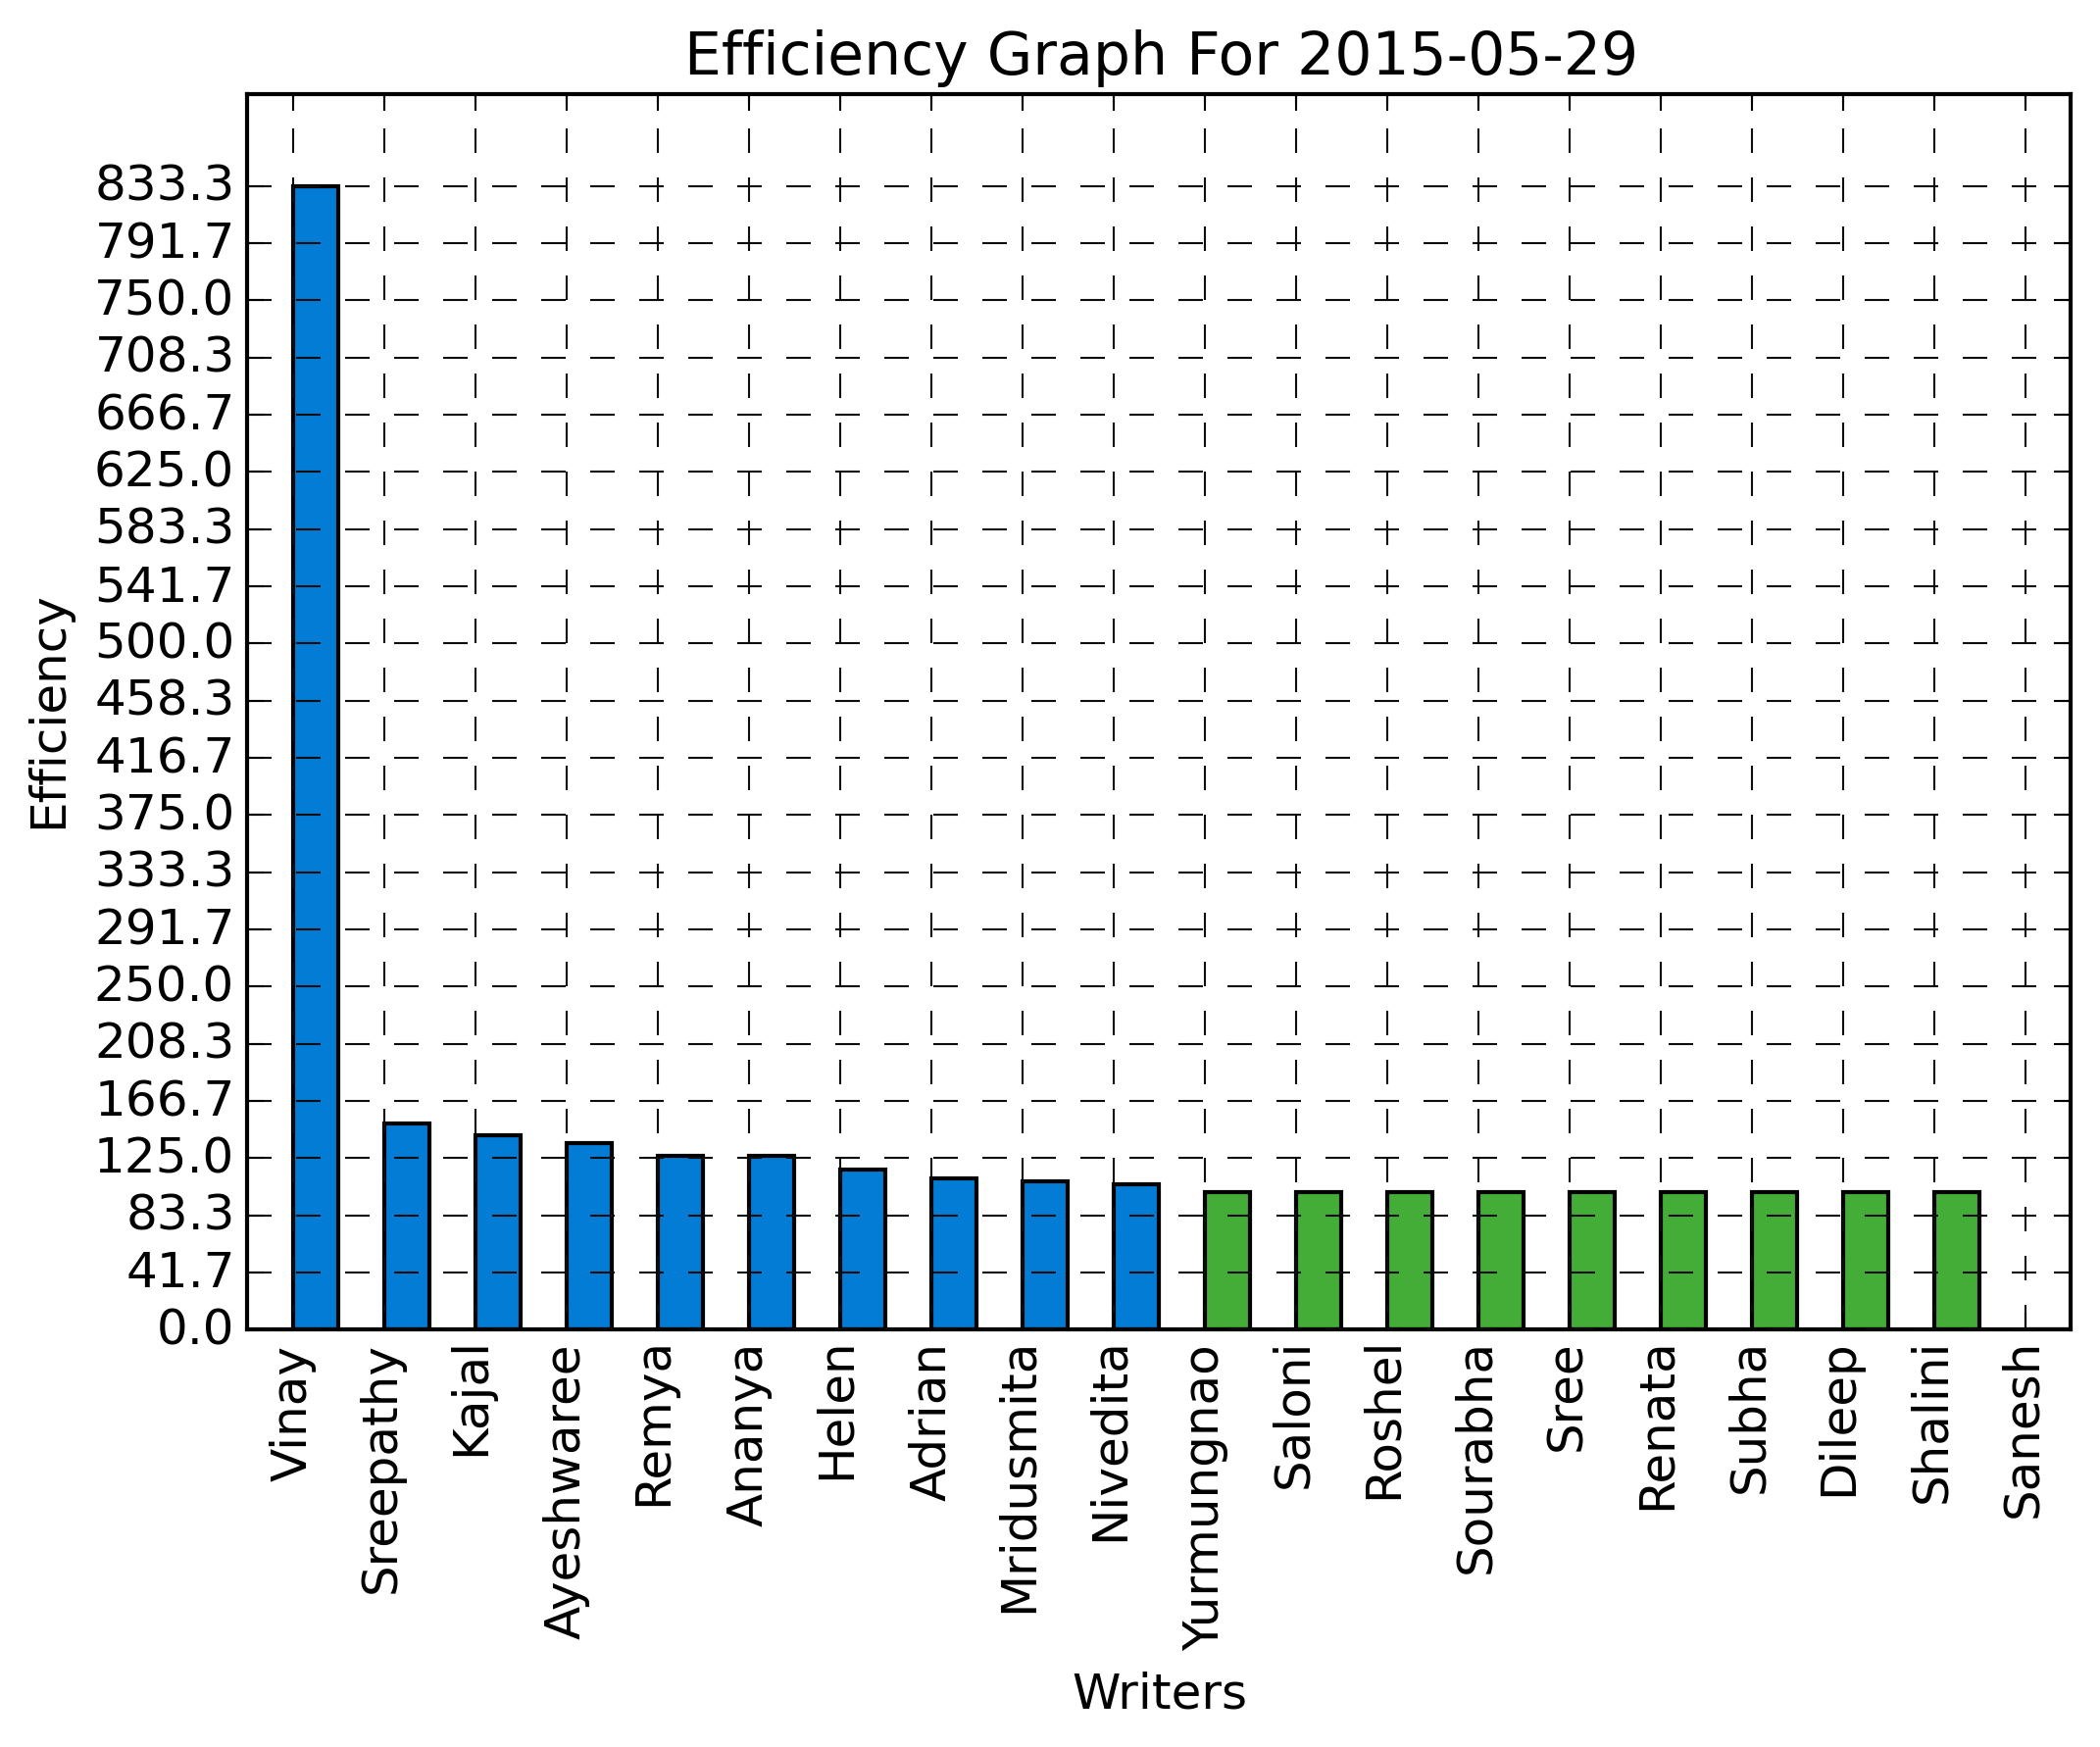 Efficiency Graph For 2015-05-29
Efficiency
833.3
791.7
750.0
708.3
666.7
625.0
583.3
541.7
500.0
458.3
416.7
375.0
333.3
291.7
250.0
208.3
166.7
125.0
83.3
41.7
0.0
Vinay
Sreepathy
Kajal
Ayeshwaree
Remya
Ananya
Helen
Adrian
Mridusmita
Nivedita
Yurmungnao
Saloni
Roshel
Sourabha
Sree
Renata
Subha
Dileep
Shalini
Sanesh
Writers